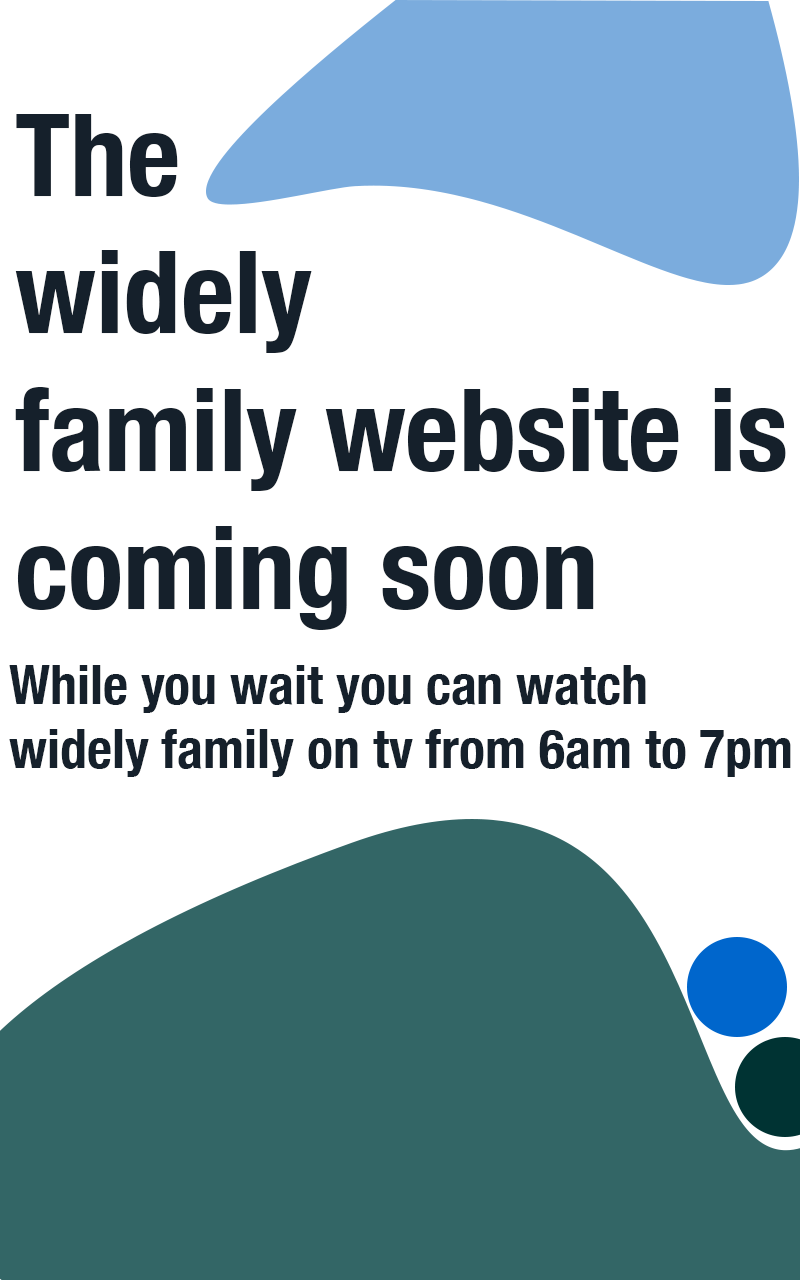 The
widely
family website is
coming soon
While you wait you can watch
widely family on tv from 6am to 7pm